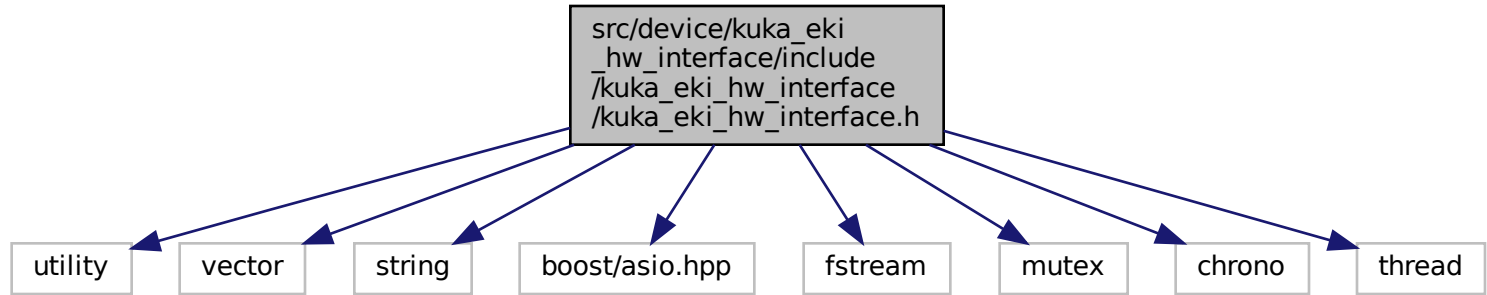 src/device/kuka_eki
_hw_interface/include
/kuka_eki_hw_interface
/kuka_eki_hw_interface.h
utility
vector
string
boost/asio.hpp
fstream
mutex
chrono
thread